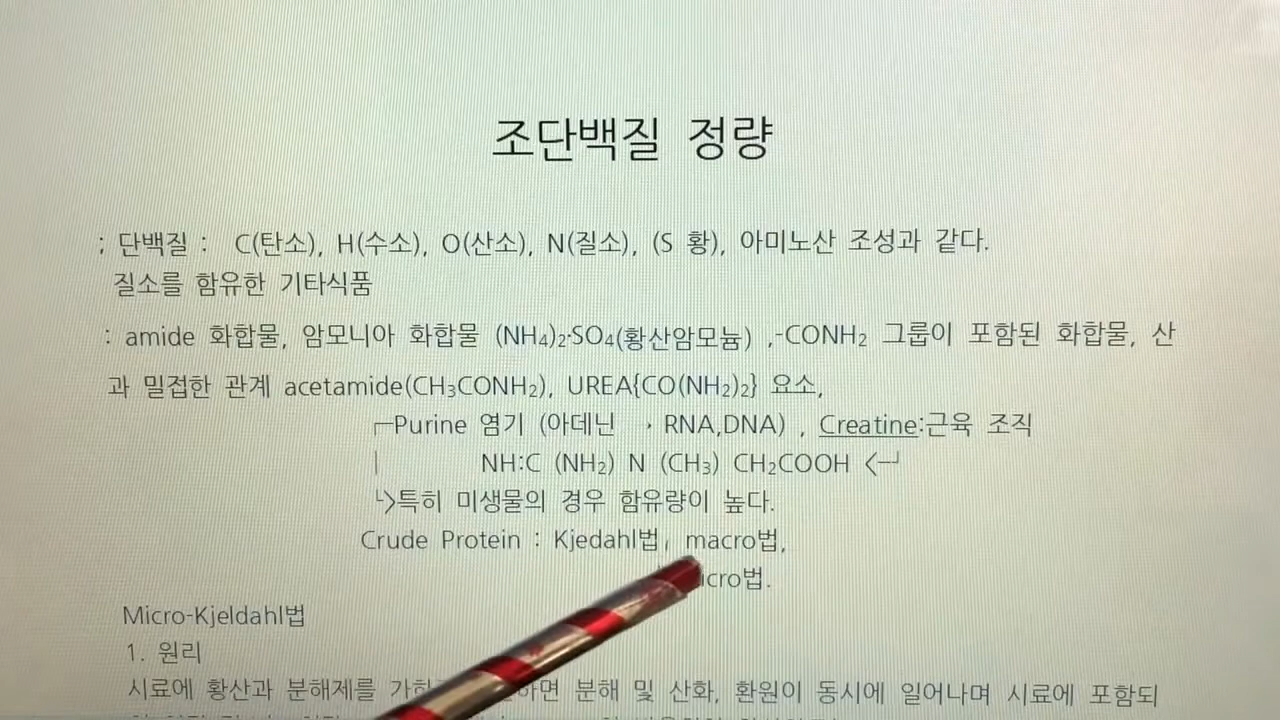 조단백질 정량
; 단백질 : C(탄소), H(수소), O(산소), N(질소), (S 황), 아미노산 조성과 같다.
질소를 함유한 기타식품
: amide 화합물, 암모니아 화합물 (NH₄)₂·SO₄(황산암모늄) ,-CONH₂ 그룹이 포함된 화합물, 산
과 밀접한 관계 acetamide(CH₃CONH₂), UREA{CO(NH₂)₂} 요소,
┌─Purine 염기 (아데닌 → RNA,DNA) , Creatine:근육 조직
│ NH:C (NH₂) N (CH₃) CH₂COOH <─┘
└>특히 미생물의 경우 함유량이 높다.
Crude Protein : Kjedahl법, macro법,
Micro-Kjeldahl법
1. 원리
시료에 황산과 분해제를 분해 및 산화, 환원이 동시에 일어나며 시료에 포함되